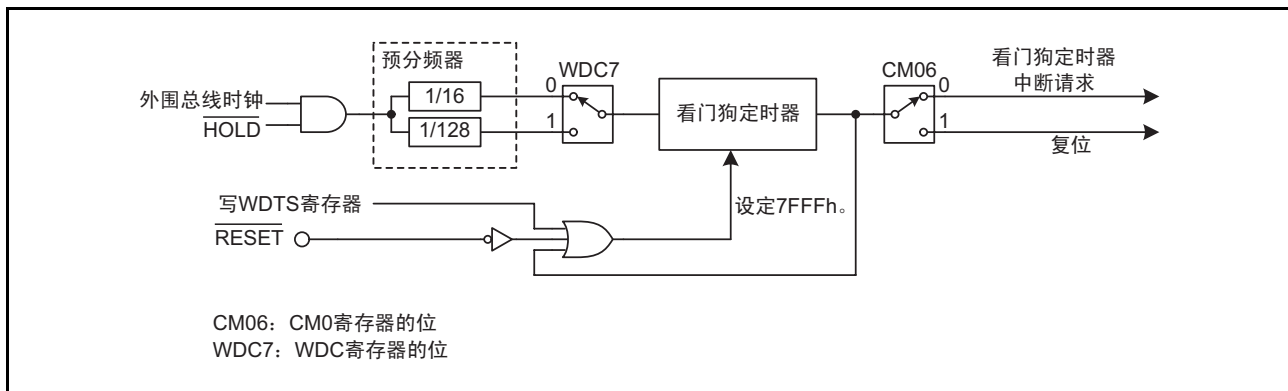 预分频器
外围总线时钟
HOLD
1/16
1/128
WDC7
0
1
看门狗定时器
CM06
0
1
看门狗定时器
中断请求
复位
写WDTS寄存器
RESET
设定7FFFh。
CM06：CM0寄存器的位
WDC7：WDC寄存器的位